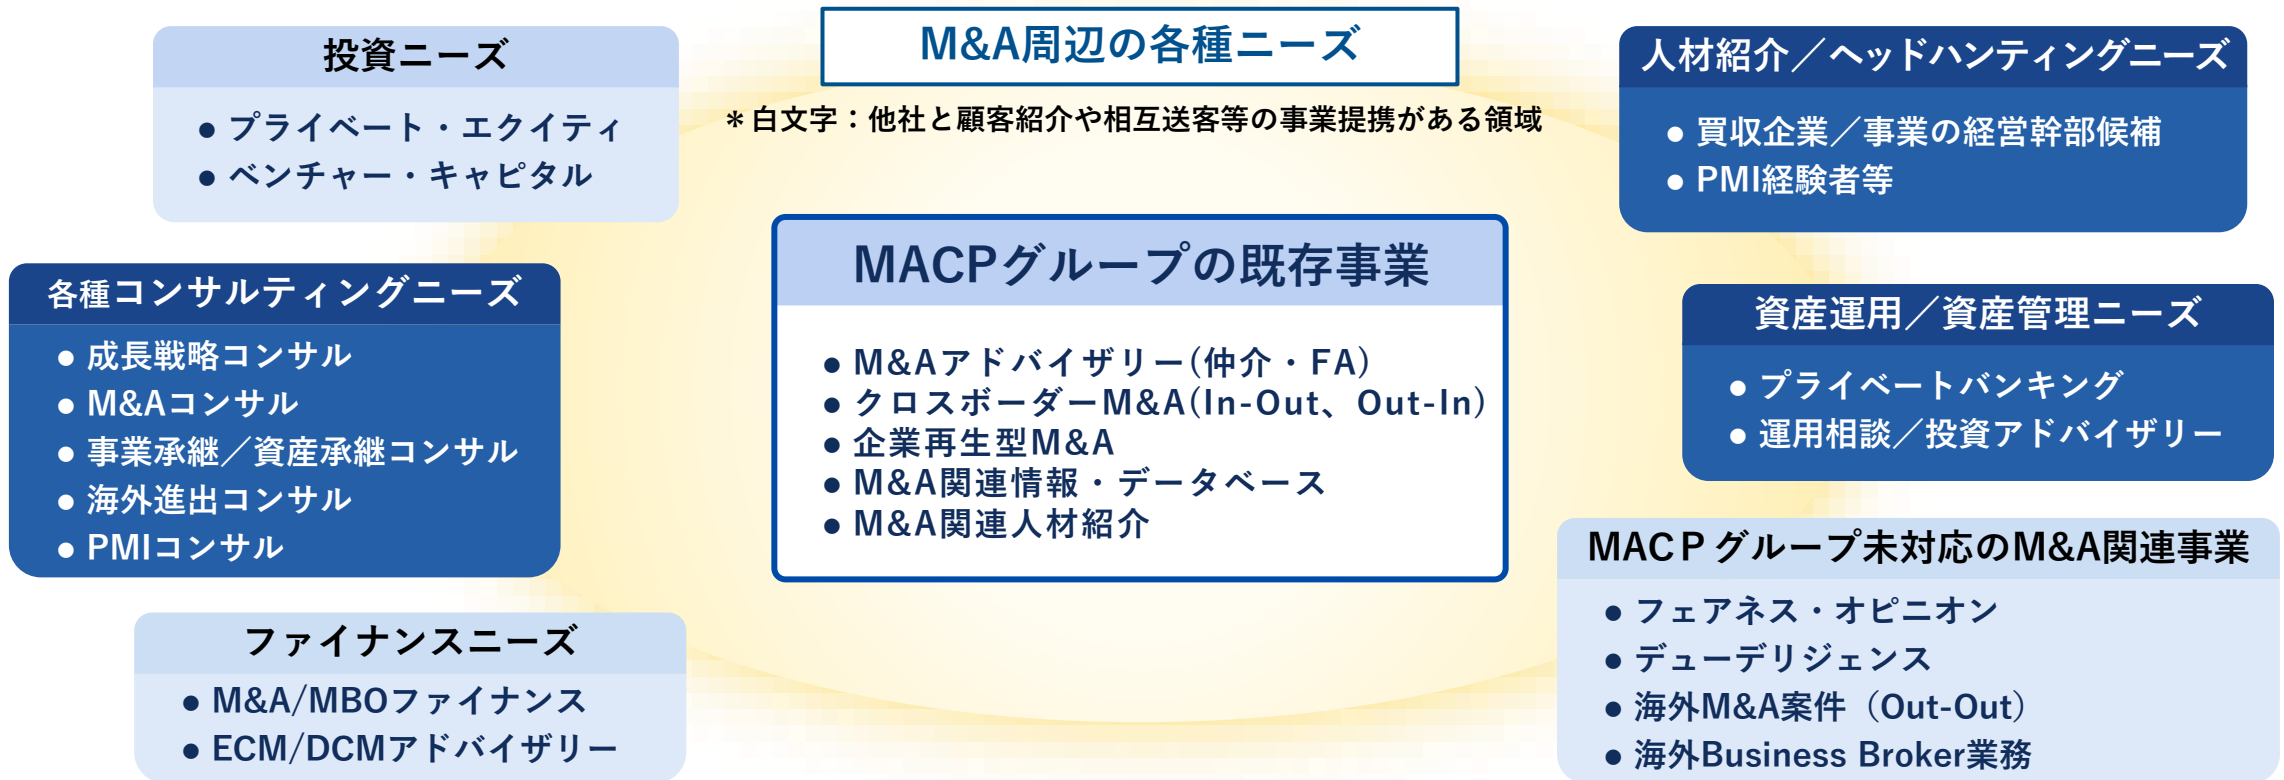 M&A周辺の各種ニーズ
＊白文字：他社と顧客紹介や相互送客等の事業提携がある領域
投資ニーズ
● プライベート・エクイティ
● ベンチャー・キャピタル
各種コンサルティングニーズ
● 成長戦略コンサル
● M&Aコンサル
● 事業承継／資産承継コンサル
● 海外進出コンサル
● PMIコンサル
ファイナンスニーズ
● M&A/MBOファイナンス
● ECM/DCMアドバイザリー
MACPグループの既存事業
● M&Aアドバイザリー(仲介・FA)
● クロスボーダーM&A(In-Out、Out-In)
● 企業再生型M&A
● M&A関連情報・データベース
● M&A関連人材紹介
人材紹介／ヘッドハンティングニーズ
● 買収企業／事業の経営幹部候補
● PMI経験者等
資産運用／資産管理ニーズ
● プライベートバンキング
● 運用相談／投資アドバイザリー
MACＰグループ未対応のM&A関連事業
● フェアネス・オピニオン
● デューデリジェンス
● 海外M&A案件（Out-Out）
● 海外Business Broker業務